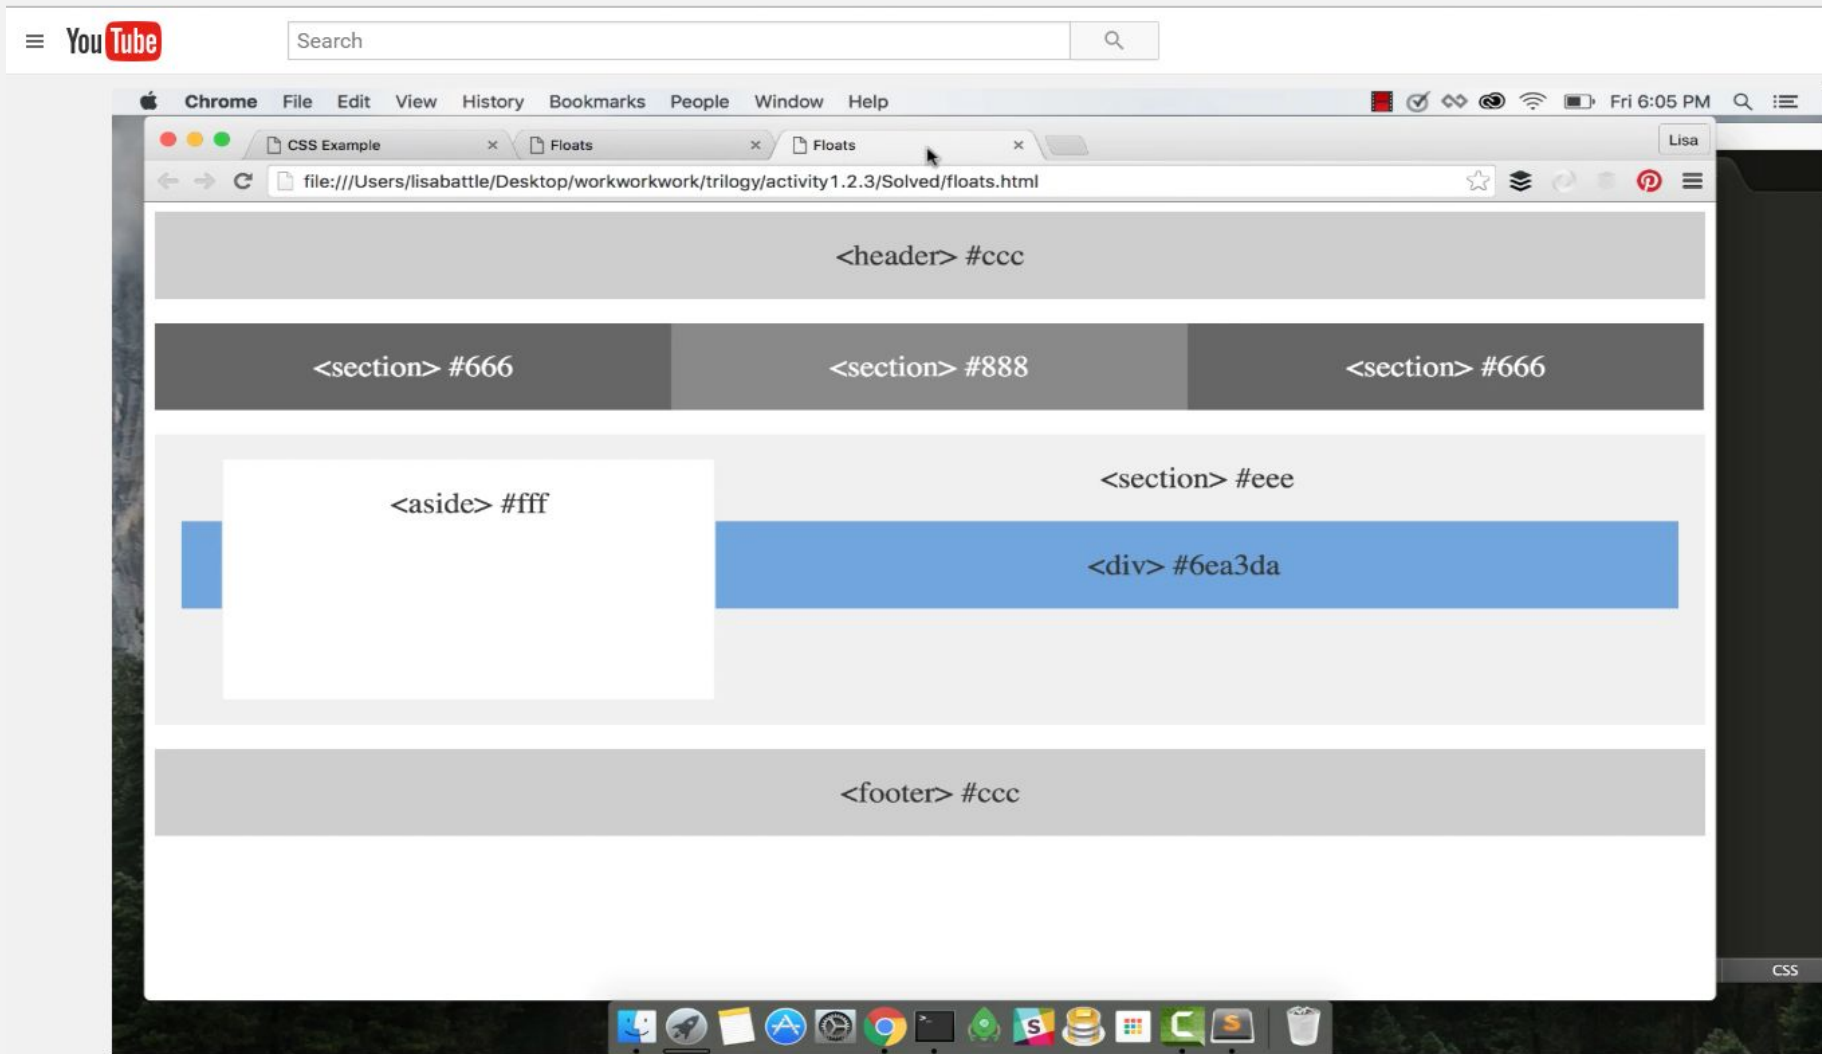 YouTube
Search
Chrome File Edit View History Bookmarks People Window Help Fri 6:05 PM
CSS Example Floats Floats Lisa
file:///Users/lisabattle/Desktop/workworkwork/trilogy/activity1.2.3/Solved/floats.html
<header> #ccc
<section> #666 <section> #888 <section> #666
<section> #eee
<aside> #fff
<div> #6ea3da
<footer> #ccc
CSS